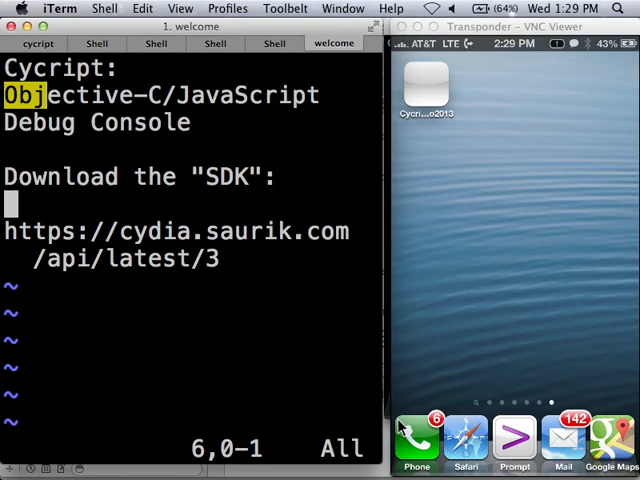 iTerm Shell Edit View Profiles Toolbelt Window Help (64%) Wed 1:29 PM
1. welcome
cycript Shell Shell Shell Shell welcome
Cycript:
Objective-C/JavaScript
Debug Console
Download the "SDK":
https://cydia.saurik.com
/api/latest/3
~
~
~
~
~
~
6,0-1 All
Transponder - VNC Viewer
AT&T LTE 2:29 PM 1 43%
Cycri...o2013
6 142
Phone Safari Prompt Mail Google Maps